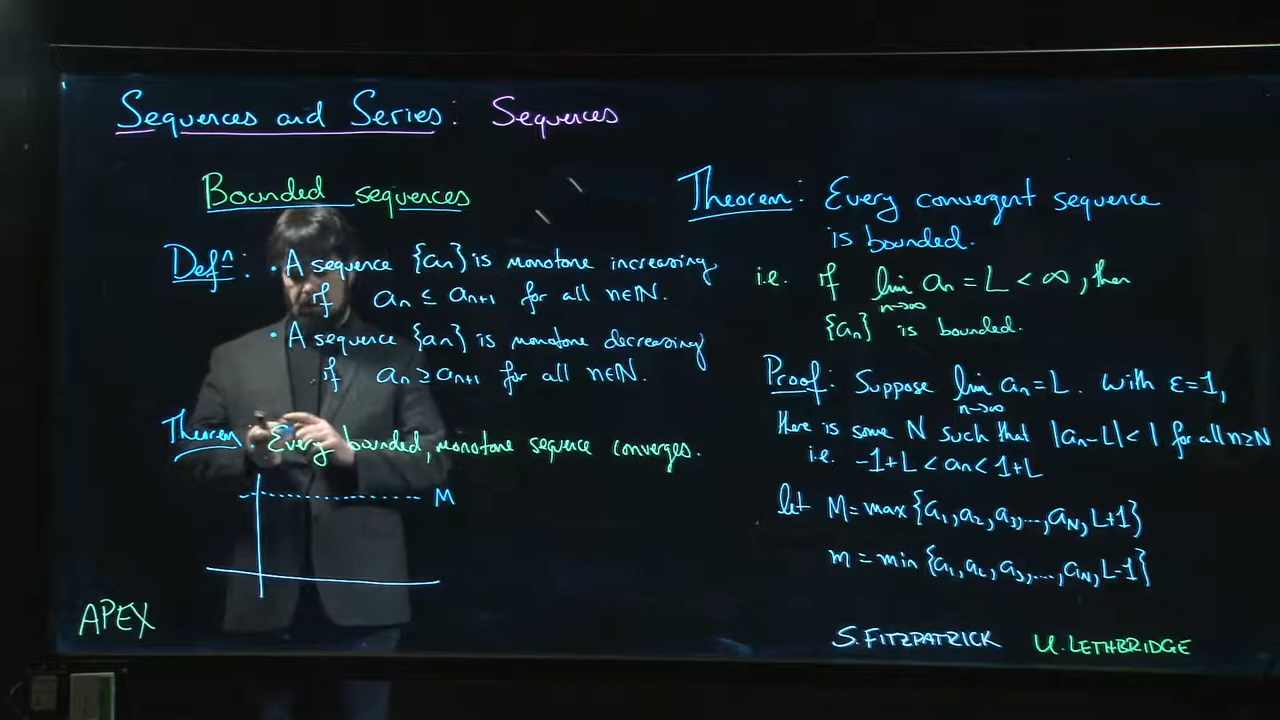 Sequences and Series: Sequences
Bounded sequences
Defⁿ: • A sequence {aₙ} is monotone increasing
if aₙ ≤ aₙ₊₁ for all n∈ℕ.
• A sequence {aₙ} is monotone decreasing
if aₙ ≥ aₙ₊₁ for all n∈ℕ.
Theorem: Every bounded, monotone sequence converges.
M
APEX
Theorem: Every convergent sequence
is bounded.
i.e. if lim aₙ = L < ∞, then
n→∞
{aₙ} is bounded.
Proof: Suppose lim aₙ = L. With ε=1,
n→∞
there is some N such that |aₙ-L|<1 for all n≥N
i.e. -1+L < aₙ < 1+L
let M = max{a₁, a₂, a₃, ..., a_N, L+1}
m = min{a₁, a₂, a₃, ..., a_N, L-1}
S. FITZPATRICK U. LETHBRIDGE